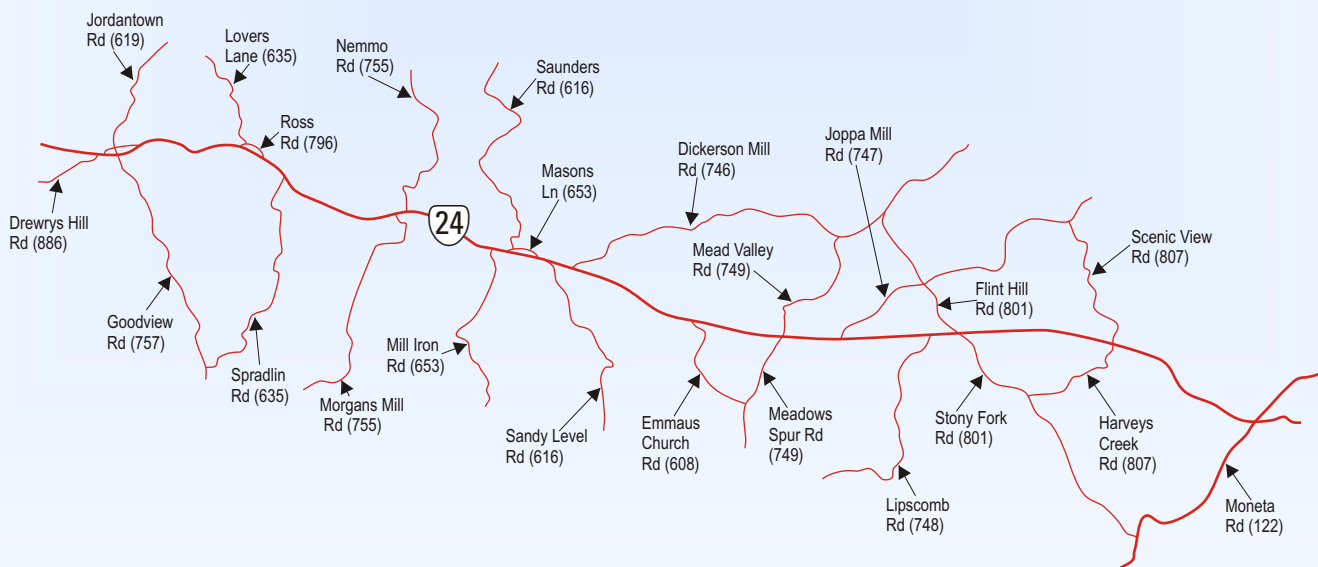 Jordantown
Rd (619)
Lovers
Lane (635)
Nemmo
Rd (755)
Saunders
Rd (616)
Ross
Rd (796)
Joppa Mill
Rd (747)
Dickerson Mill
Rd (746)
Masons
Ln (653)
Drewrys Hill
Rd (886)
24
Mead Valley
Rd (749)
Scenic View
Rd (807)
Flint Hill
Rd (801)
Goodview
Rd (757)
Mill Iron
Rd (653)
Spradlin
Rd (635)
Morgans Mill
Rd (755)
Sandy Level
Rd (616)
Emmaus
Church
Rd (608)
Meadows
Spur Rd
(749)
Stony Fork
Rd (801)
Harveys
Creek
Rd (807)
Lipscomb
Rd (748)
Moneta
Rd (122)